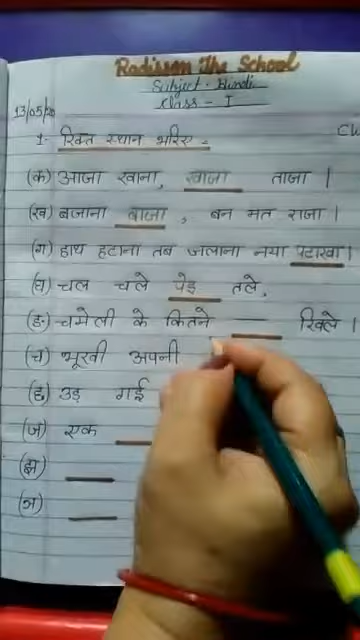 Radisson The School
Subject - Hindi
Class - I
13/05/20
1. रिक्त स्थान भरिए -
(क) आजा खाना, खाजा ताजा ।
(ख) बजाना बाजा, बन मत राजा ।
(ग) हाथ हटाना तब जलाना नया पटाखा ।
(घ) चल चले पेड़ तले,
(ङ) चमेली के कितने ___ खिले ।
(च) भूखी अपनी
(छ) उड़ गई
(ज) एक ___
(झ) ___
(ञ) ___